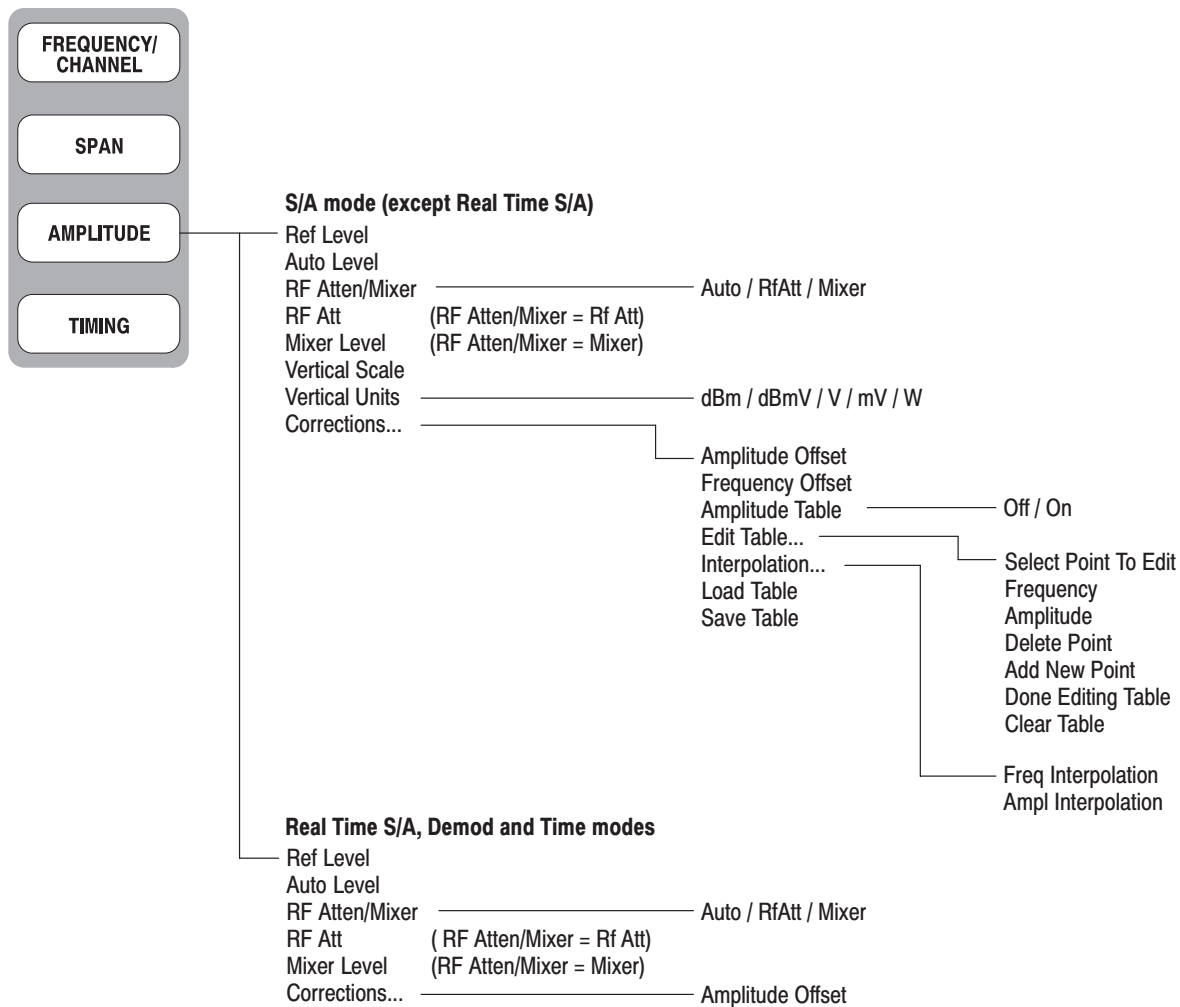 FREQUENCY/
CHANNEL
SPAN
AMPLITUDE
TIMING
S/A mode (except Real Time S/A)
Ref Level
Auto Level
RF Atten/Mixer Auto / RfAtt / Mixer
RF Att (RF Atten/Mixer = Rf Att)
Mixer Level (RF Atten/Mixer = Mixer)
Vertical Scale
Vertical Units dBm / dBmV / V / mV / W
Corrections...
Amplitude Offset
Frequency Offset
Amplitude Table Off / On
Edit Table...
Interpolation...
Load Table
Save Table
Select Point To Edit
Frequency
Amplitude
Delete Point
Add New Point
Done Editing Table
Clear Table
Freq Interpolation
Ampl Interpolation
Real Time S/A, Demod and Time modes
Ref Level
Auto Level
RF Atten/Mixer Auto / RfAtt / Mixer
RF Att ( RF Atten/Mixer = Rf Att)
Mixer Level (RF Atten/Mixer = Mixer)
Corrections... Amplitude Offset